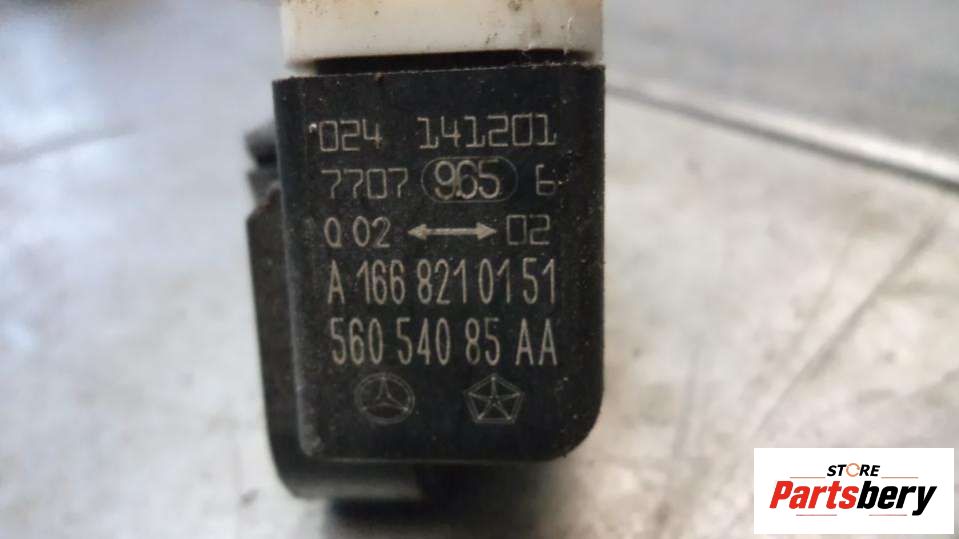 024 141201
7707 965 6
Q 02 ↔ 02
A 166 821 01 51
560 540 85 AA
STORE
Partsbery